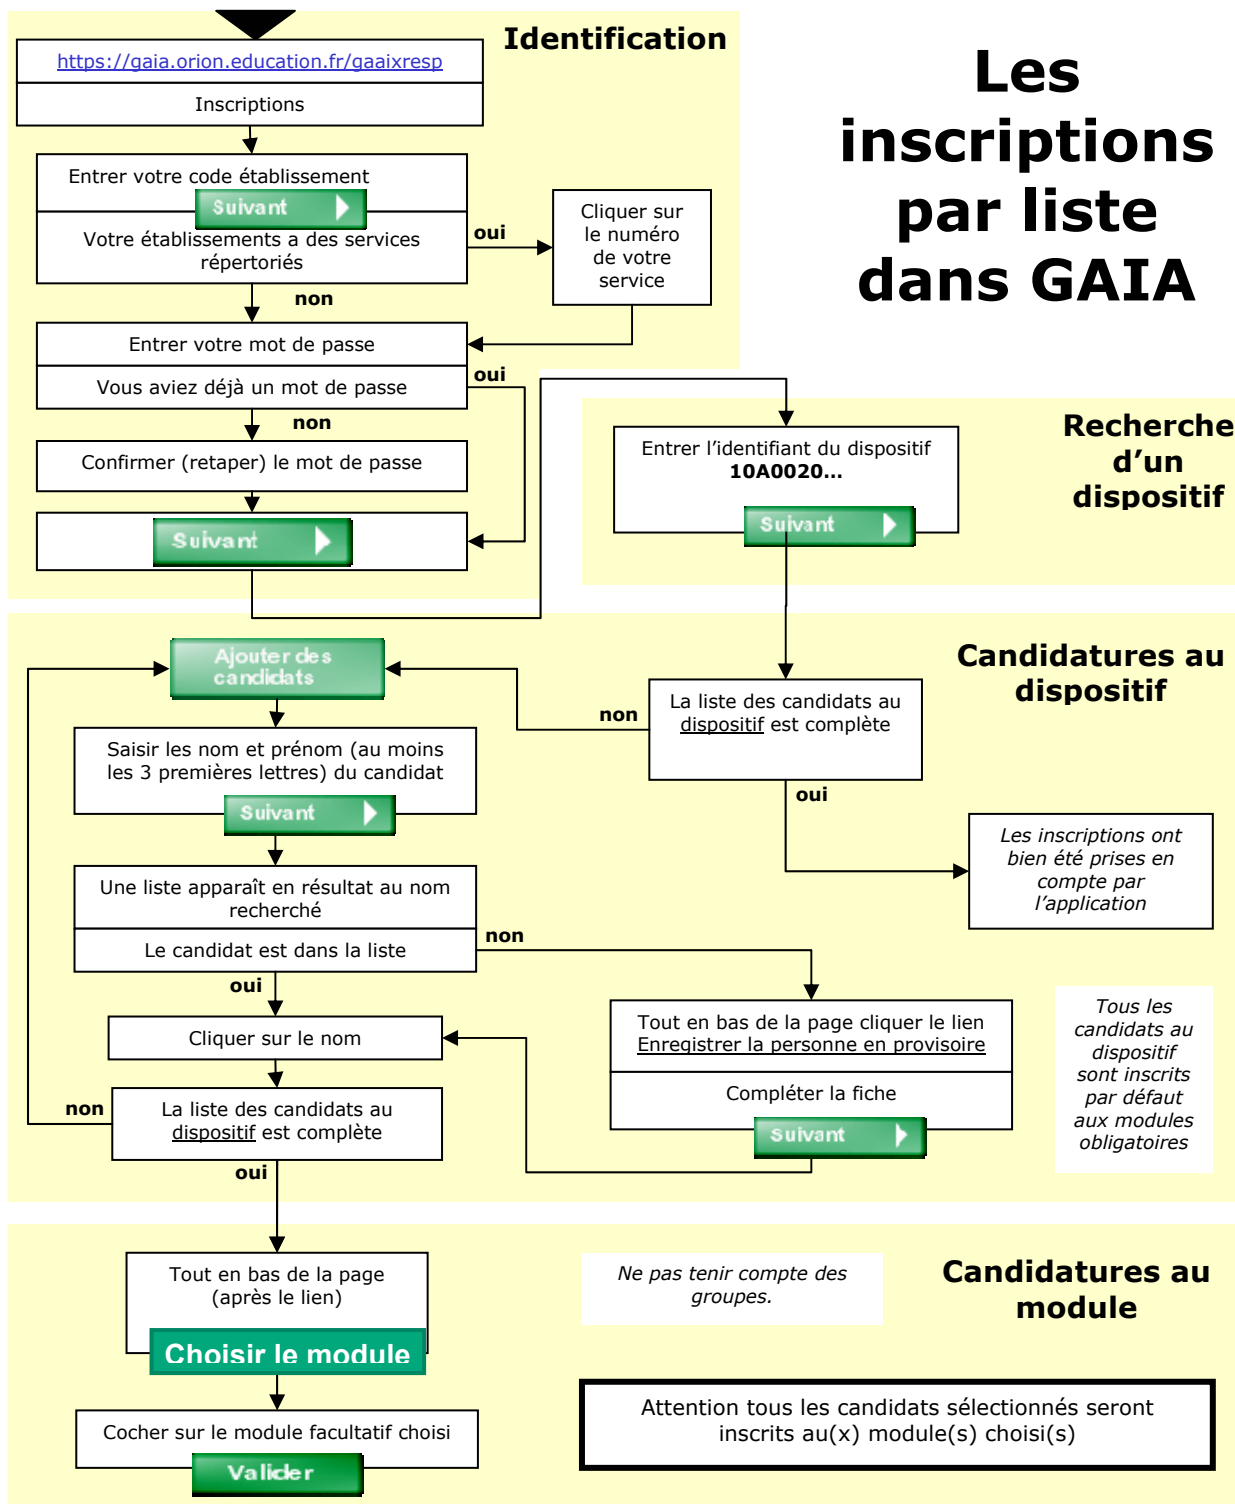 Les
inscriptions
par liste
dans GAIA
Identification
https://gaia.orion.education.fr/gaaixresp
Inscriptions
Entrer votre code établissement
Suivant
Votre établissements a des services
répertoriés
oui
Cliquer sur
le numéro
de votre
service
non
Entrer votre mot de passe
Vous aviez déjà un mot de passe
oui
non
Confirmer (retaper) le mot de passe
Suivant
Recherche
d'un
dispositif
Entrer l'identifiant du dispositif
10A0020...
Suivant
Candidatures au
dispositif
La liste des candidats au
dispositif est complète
non
oui
Les inscriptions ont
bien été prises en
compte par
l'application
Ajouter des
candidats
Saisir les nom et prénom (au moins
les 3 premières lettres) du candidat
Suivant
Une liste apparaît en résultat au nom
recherché
Le candidat est dans la liste
non
oui
Tout en bas de la page cliquer le lien
Enregistrer la personne en provisoire
Compléter la fiche
Suivant
Cliquer sur le nom
La liste des candidats au
dispositif est complète
non
oui
Tous les
candidats au
dispositif
sont inscrits
par défaut
aux modules
obligatoires
Candidatures au
module
Tout en bas de la page
(après le lien)
Choisir le module
Cocher sur le module facultatif choisi
Valider
Ne pas tenir compte des
groupes.
Attention tous les candidats sélectionnés seront
inscrits au(x) module(s) choisi(s)